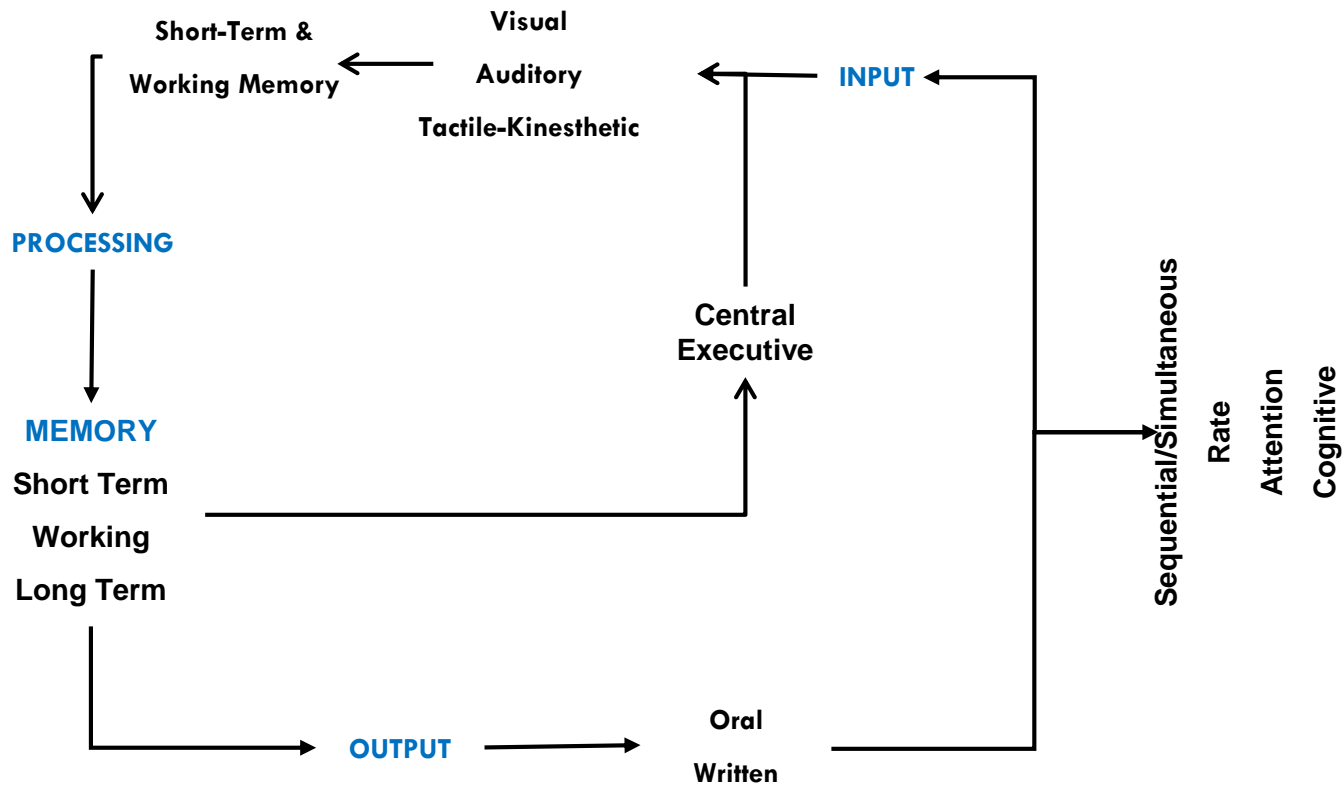 Short-Term &
Working Memory
Visual
Auditory
Tactile-Kinesthetic
INPUT
PROCESSING
Central
Executive
MEMORY
Short Term
Working
Long Term
OUTPUT
Oral
Written
Sequential/Simultaneous
Rate
Attention
Cognitive